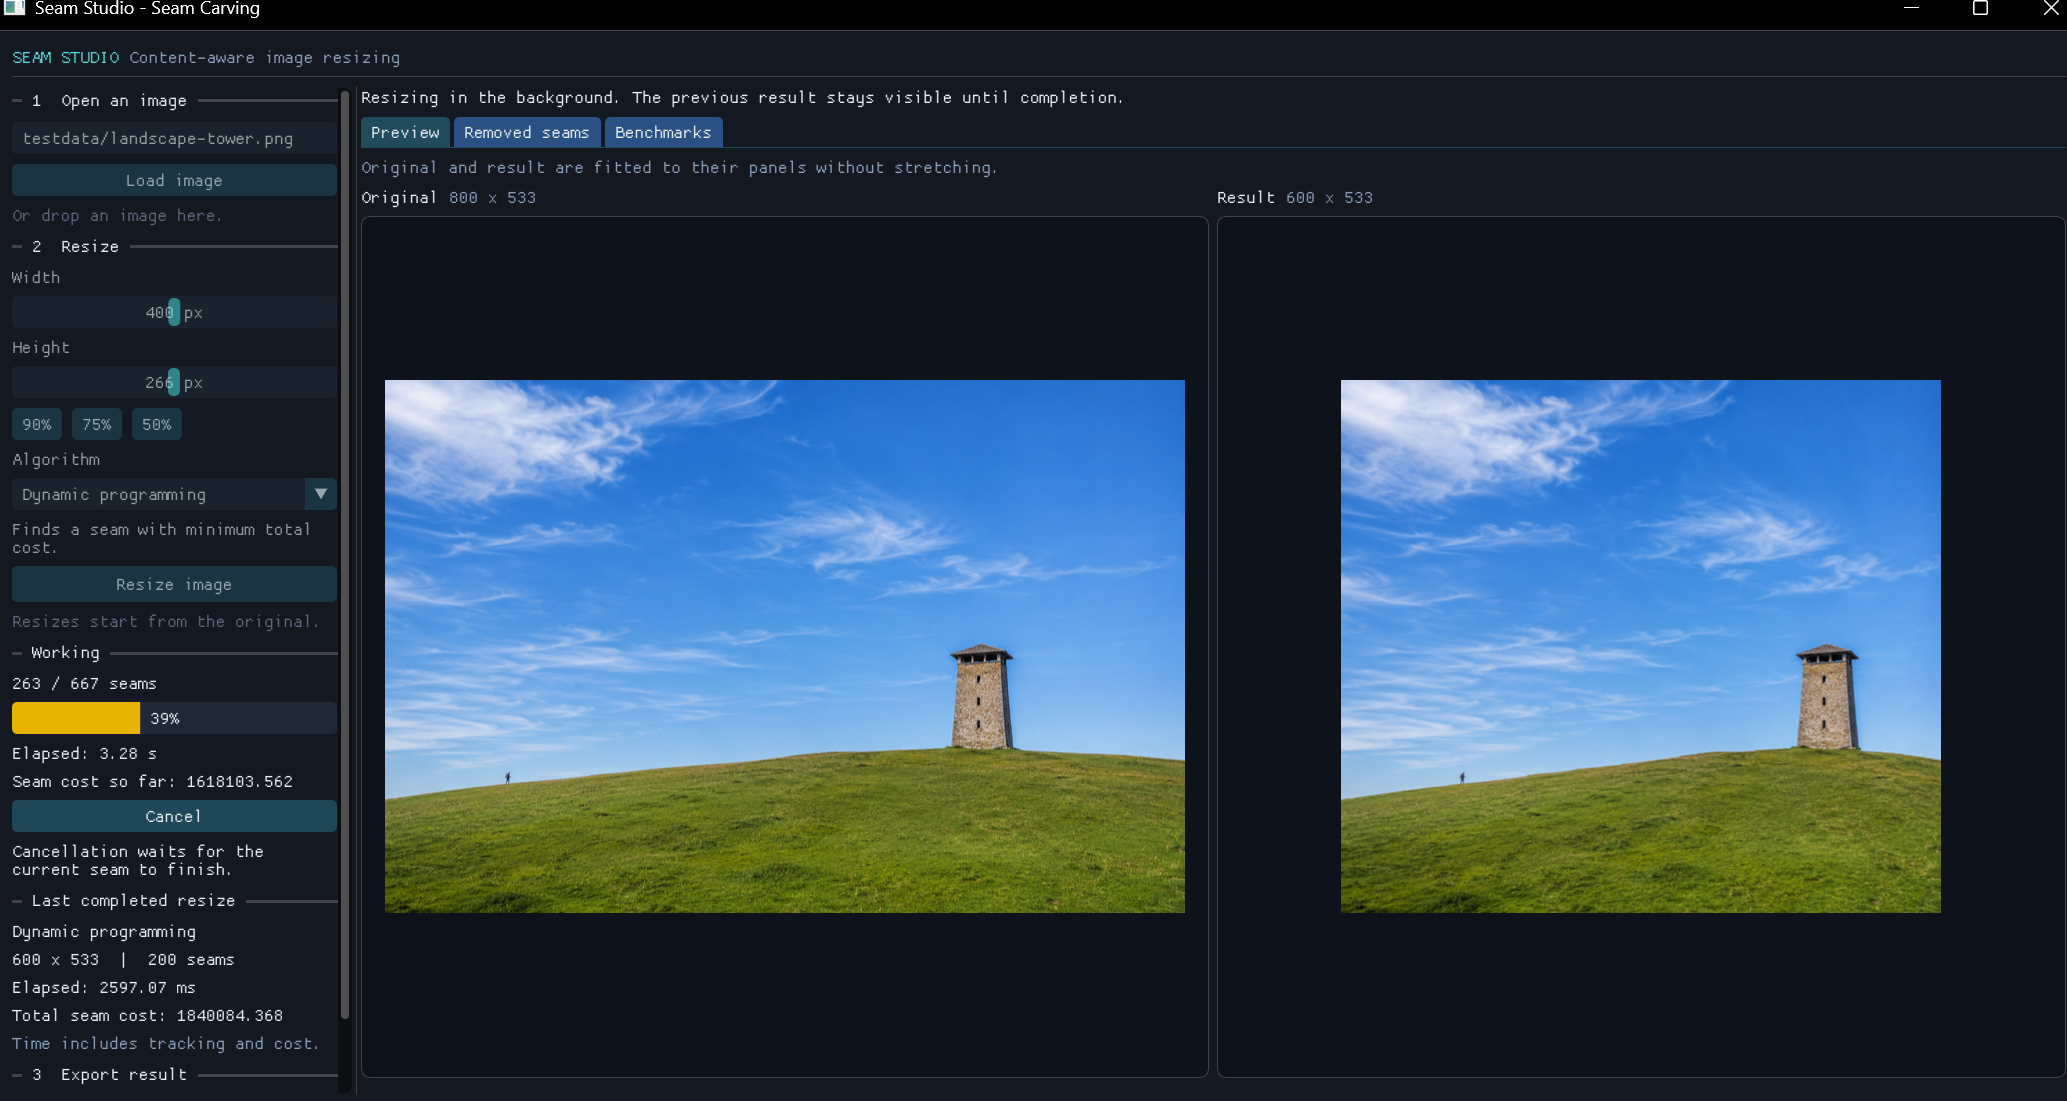 Seam Studio - Seam Carving
SEAM STUDIO Content-aware image resizing
1 Open an image
testdata/landscape-tower.png
Load image
Or drop an image here.
2 Resize
Width
400 px
Height
266 px
90% 75% 50%
Algorithm
Dynamic programming
Finds a seam with minimum total
cost.
Resize image
Resizes start from the original.
Working
263 / 667 seams
39%
Elapsed: 3.28 s
Seam cost so far: 1618103.562
Cancel
Cancellation waits for the
current seam to finish.
Last completed resize
Dynamic programming
600 x 533 | 200 seams
Elapsed: 2597.07 ms
Total seam cost: 1840084.368
Time includes tracking and cost.
3 Export result
Resizing in the background. The previous result stays visible until completion.
Preview Removed seams Benchmarks
Original and result are fitted to their panels without stretching.
Original 800 x 533
Result 600 x 533